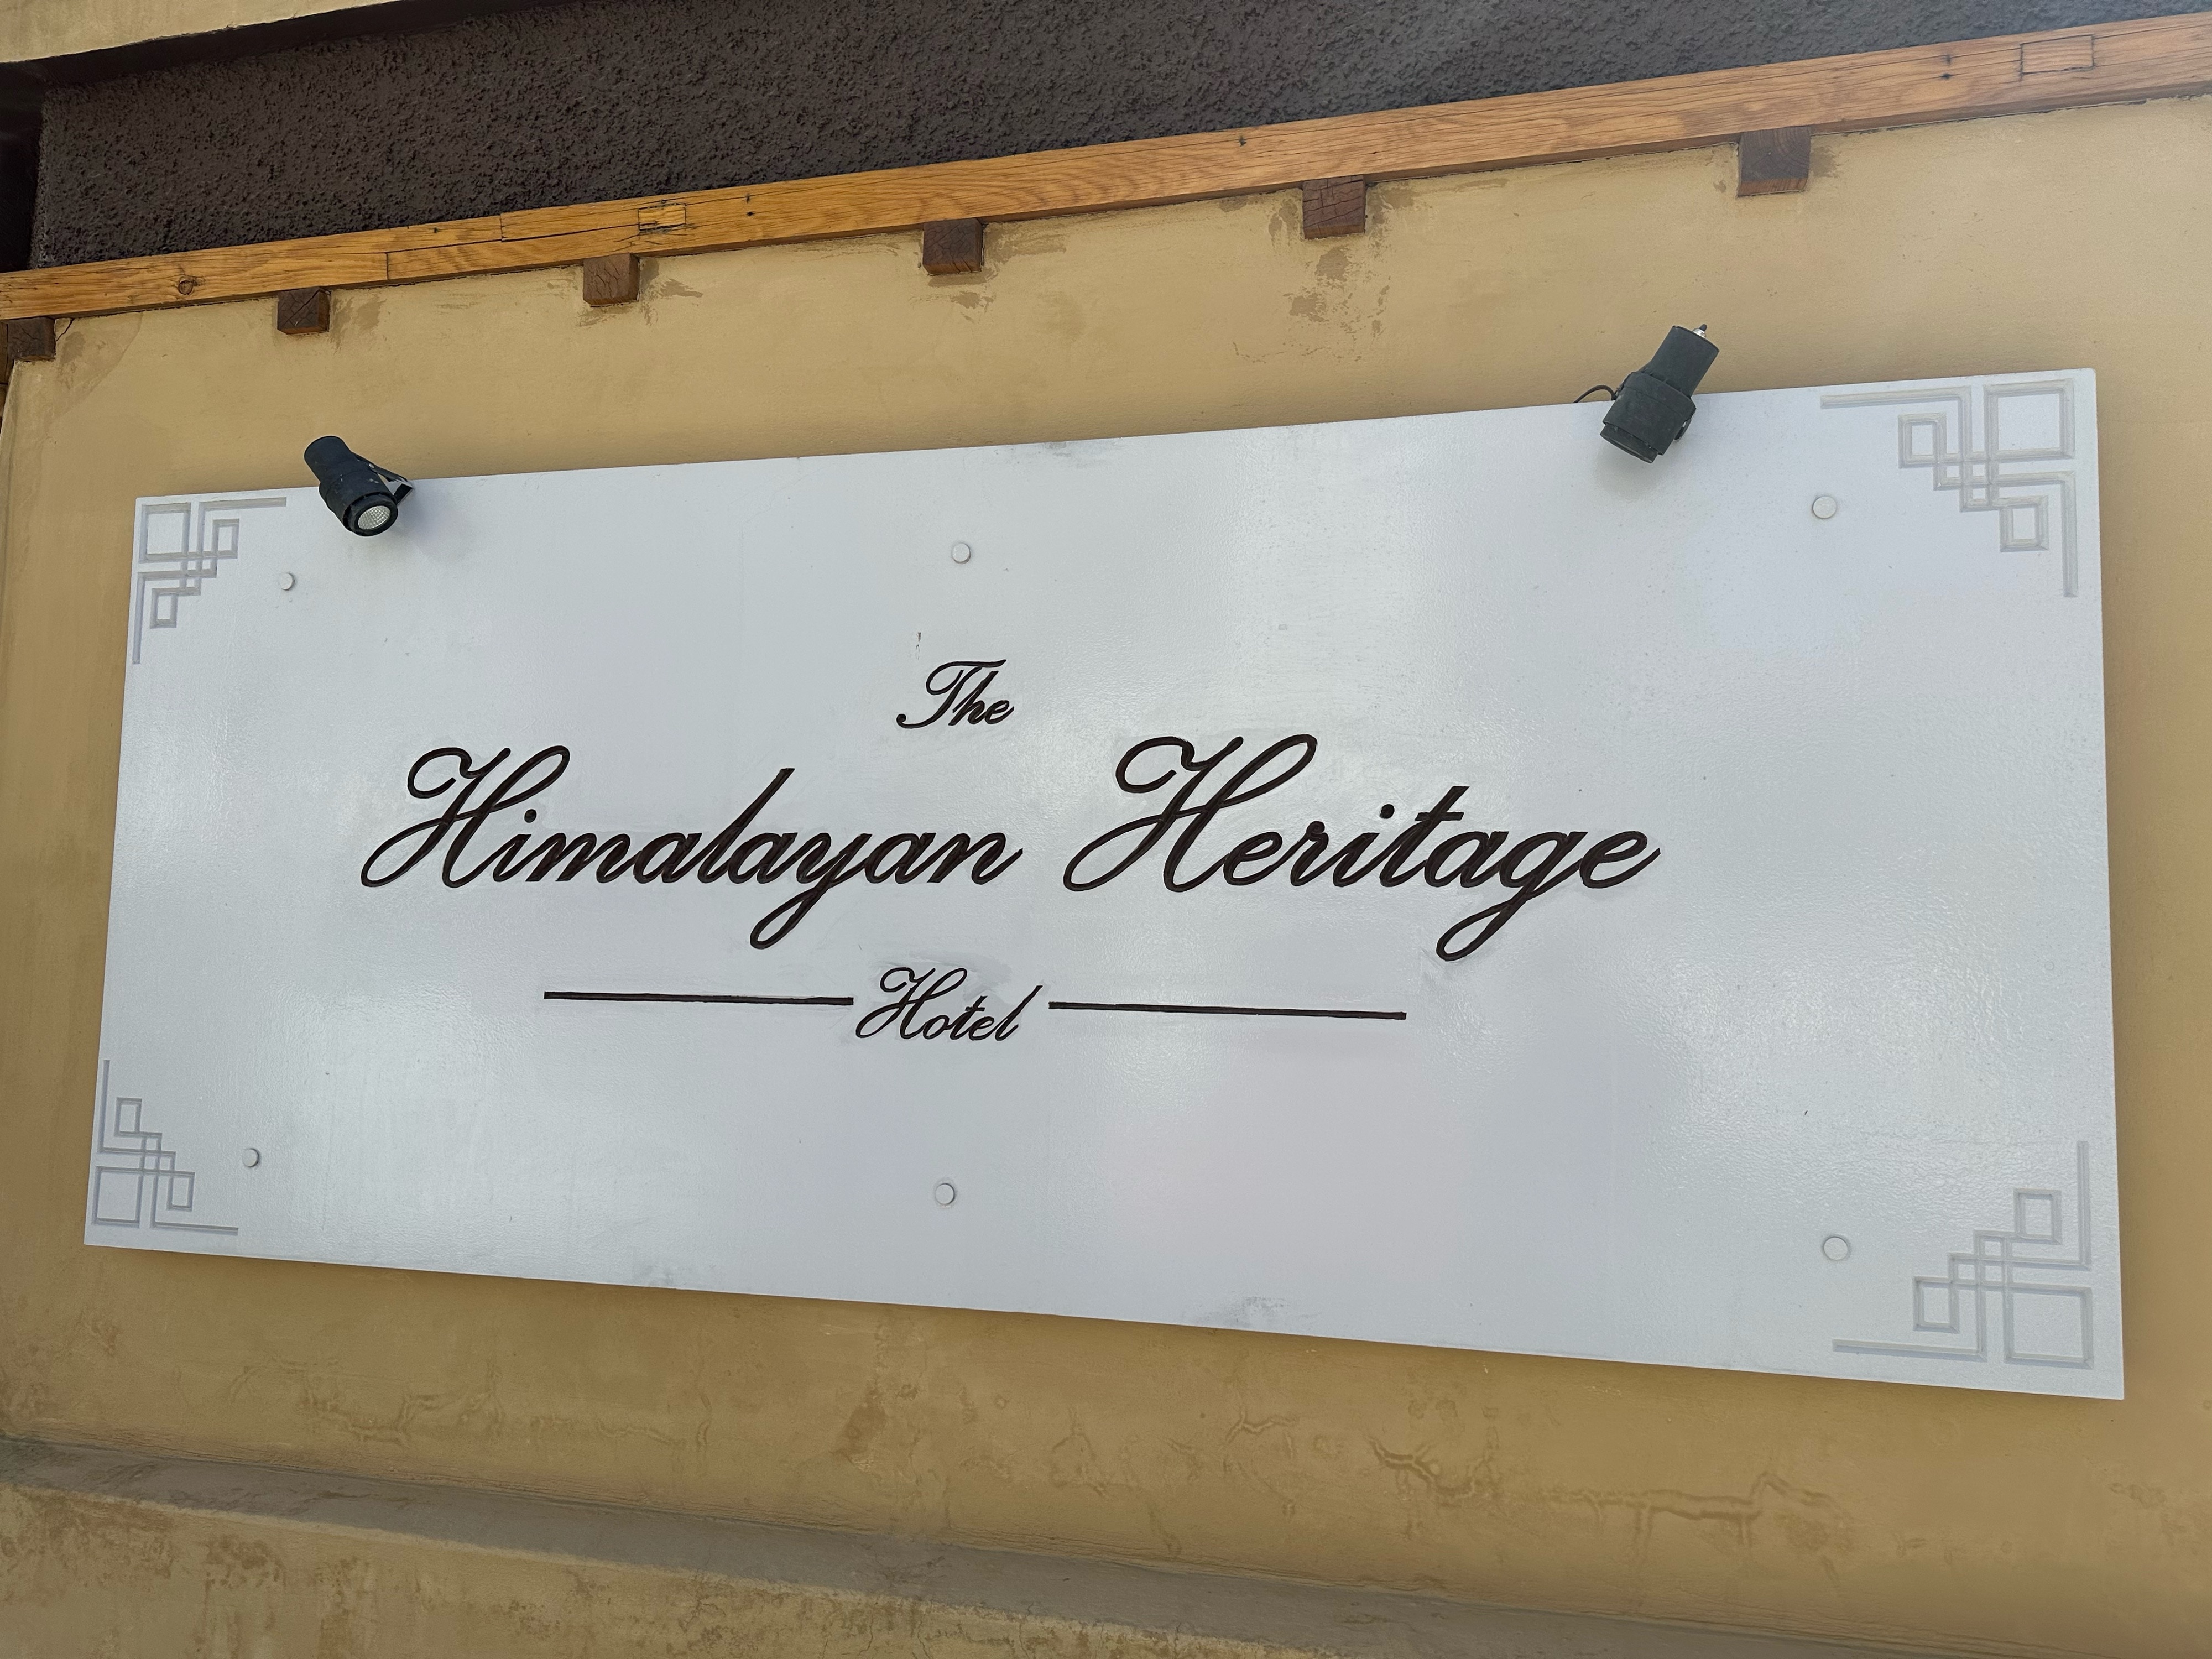 The
Himalayan Heritage
Hotel